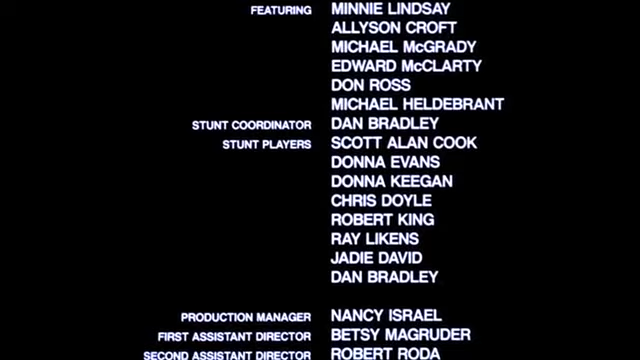 FEATURING MINNIE LINDSAY
ALLYSON CROFT
MICHAEL McGRADY
EDWARD McCLARTY
DON ROSS
MICHAEL HELDEBRANT
STUNT COORDINATOR DAN BRADLEY
STUNT PLAYERS SCOTT ALAN COOK
DONNA EVANS
DONNA KEEGAN
CHRIS DOYLE
ROBERT KING
RAY LIKENS
JADIE DAVID
DAN BRADLEY
PRODUCTION MANAGER NANCY ISRAEL
FIRST ASSISTANT DIRECTOR BETSY MAGRUDER
SECOND ASSISTANT DIRECTOR ROBERT RODA